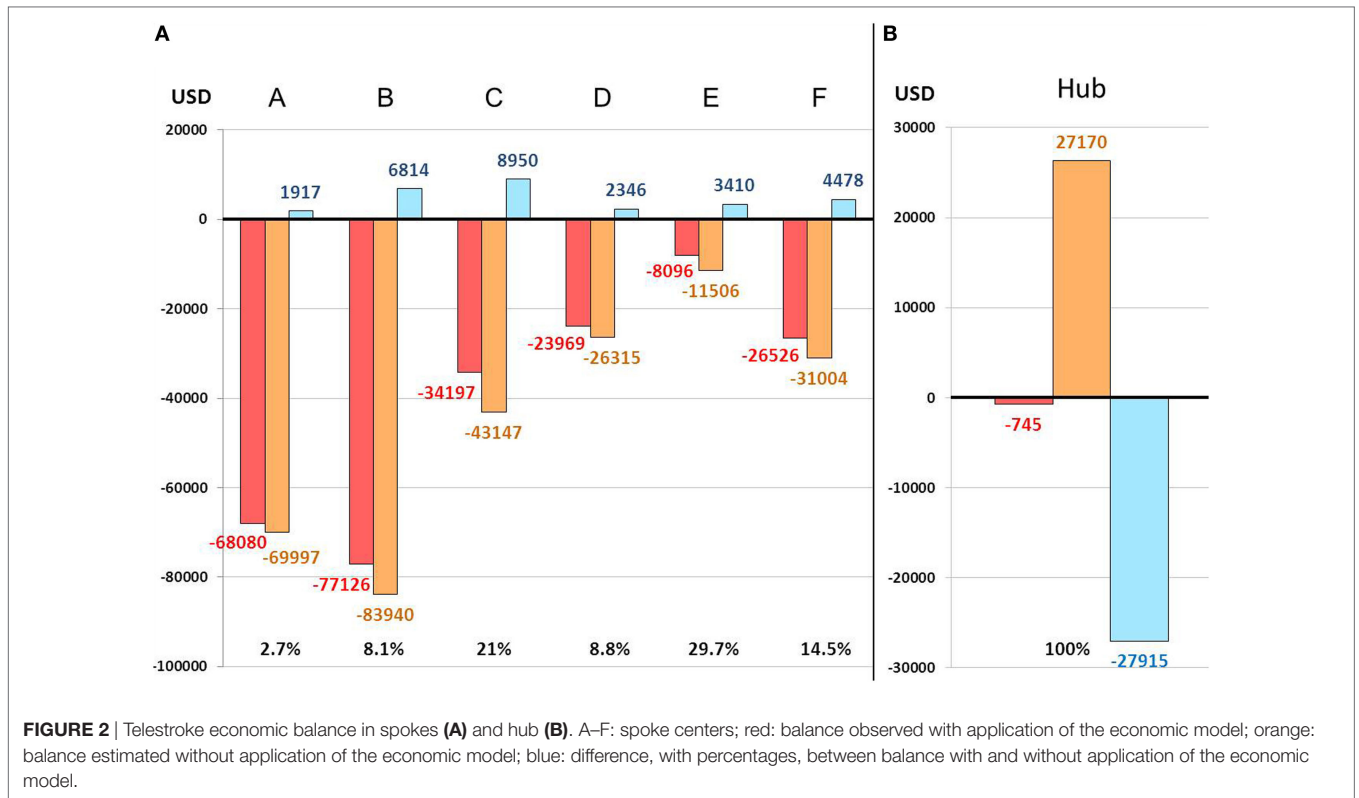 A
B
USD A B C D E F
USD Hub
20000
0
-20000
-40000
-60000
-80000
-100000
1917 6814 8950 2346 3410 4478
-68080 -77126 -34197 -23969 -8096 -26526
-69997 -83940 -43147 -26315 -11506 -31004
2.7% 8.1% 21% 8.8% 29.7% 14.5%
30000
20000
10000
0
-10000
-20000
-30000
27170
-745
100%
-27915
FIGURE 2 | Telestroke economic balance in spokes (A) and hub (B). A–F: spoke centers; red: balance observed with application of the economic model; orange:
balance estimated without application of the economic model; blue: difference, with percentages, between balance with and without application of the economic
model.